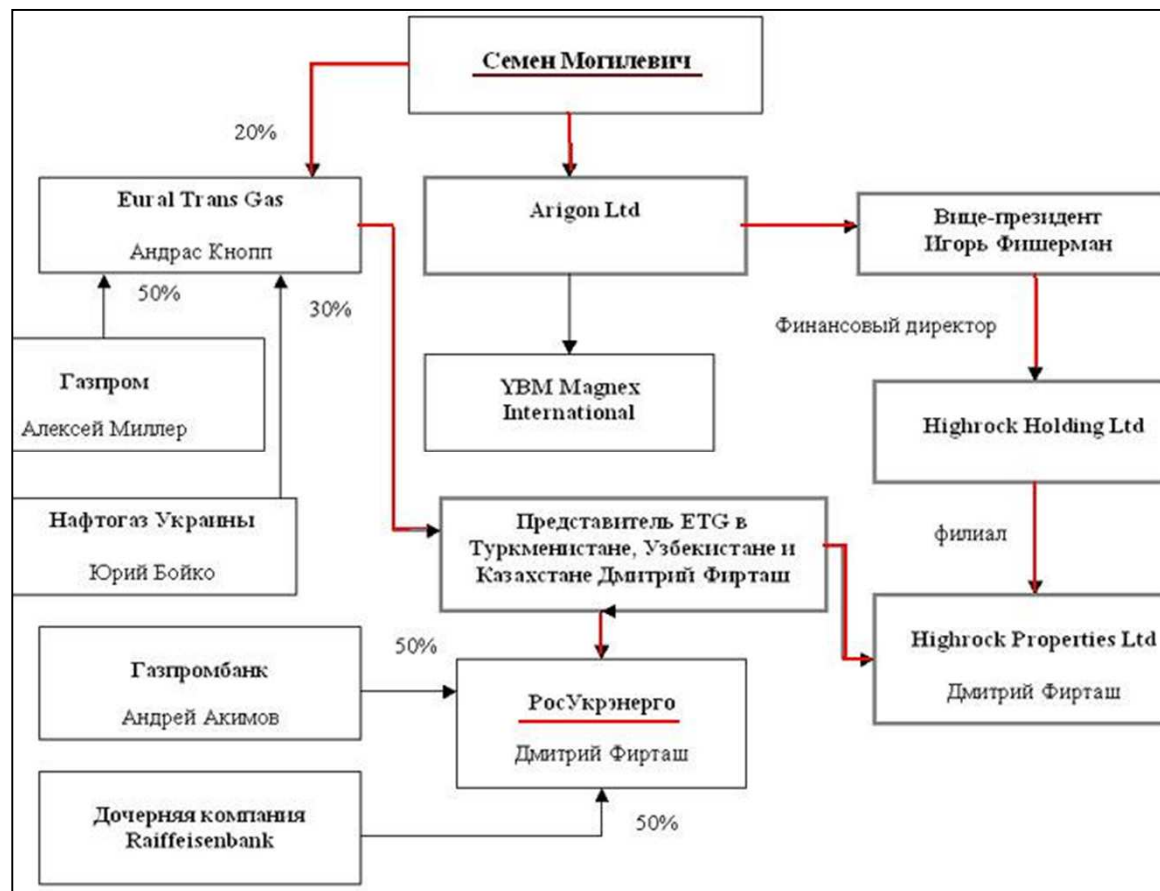 Семен Могилевич
20%
Eural Trans Gas
Андрас Кнопп
Arigon Ltd
Вице-президент
Игорь Фишерман
50%
30%
Финансовый директор
Газпром
Алексей Миллер
YBM Magnex
International
Highrock Holding Ltd
Нафтогаз Украины
Юрий Бойко
Представитель ETG в
Туркменистане, Узбекистане и
Казахстане Дмитрий Фирташ
филиал
Highrock Properties Ltd
Дмитрий Фирташ
Газпромбанк
Андрей Акимов
50%
РосУкрэнерго
Дмитрий Фирташ
Дочерняя компания
Raiffeisenbank
50%